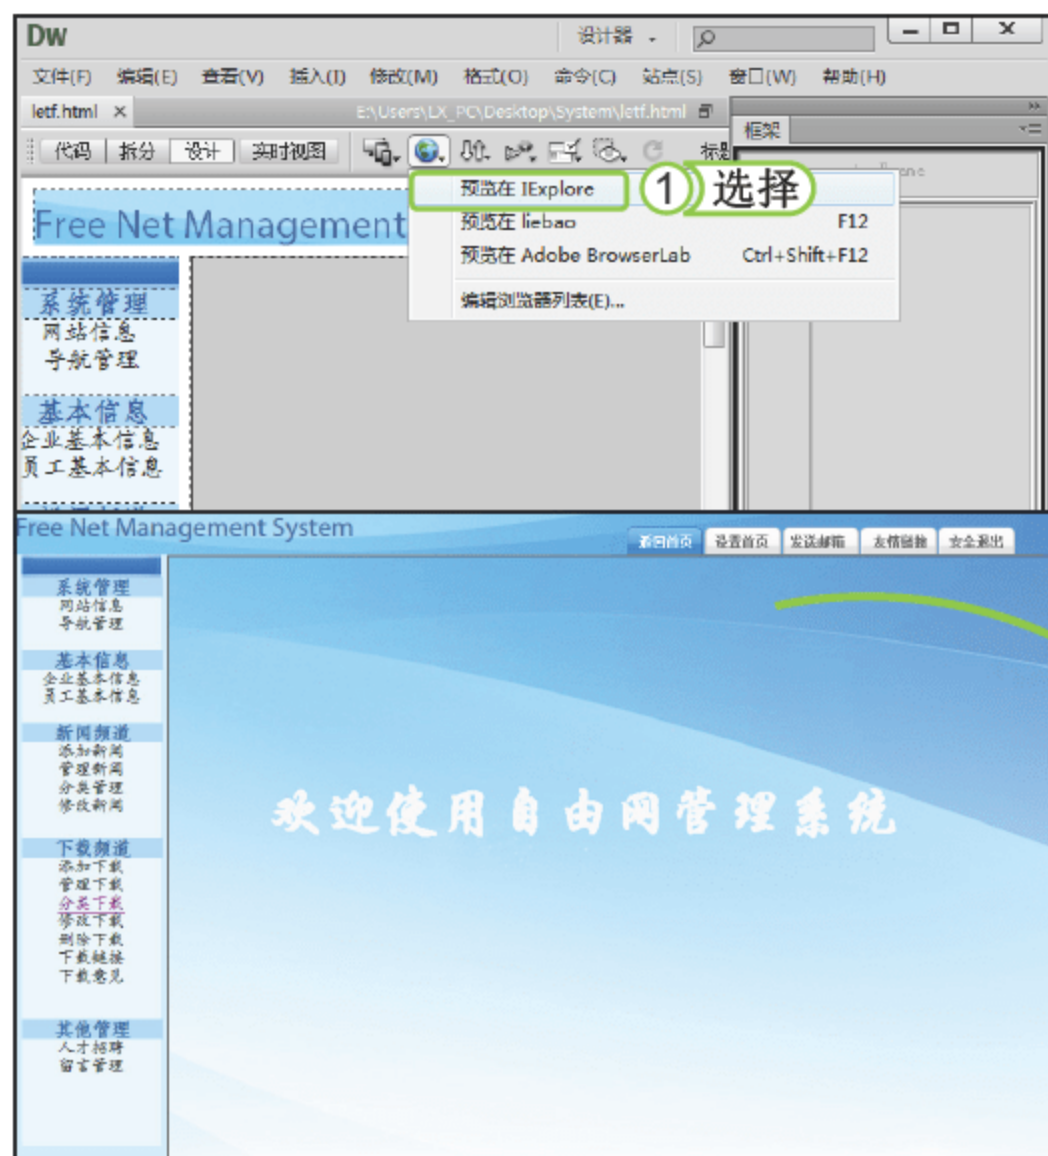 Dw
设计器
文件(F) 编辑(E) 查看(V) 插入(I) 修改(M) 格式(O) 命令(C) 站点(S) 窗口(W) 帮助(H)
letf.html E:\Users\LX_PC\Desktop\System\letf.html
框架
代码 拆分 设计 实时视图 标题
预览在 IExplore
① 选择
预览在 liebao F12
预览在 Adobe BrowserLab Ctrl+Shift+F12
编辑浏览器列表(E)...
Free Net Management
系统管理
网站信息
导航管理
基本信息
企业基本信息
员工基本信息
Free Net Management System
返回首页 设置首页 发送邮箱 友情链接 安全退出
系统管理
网站信息
导航管理
基本信息
企业基本信息
员工基本信息
新闻频道
添加新闻
管理新闻
分类管理
修改新闻
下载频道
添加下载
管理下载
分类下载
修改下载
删除下载
下载链接
下载意见
其他管理
人才招聘
留言管理
欢迎使用自由网管理系统